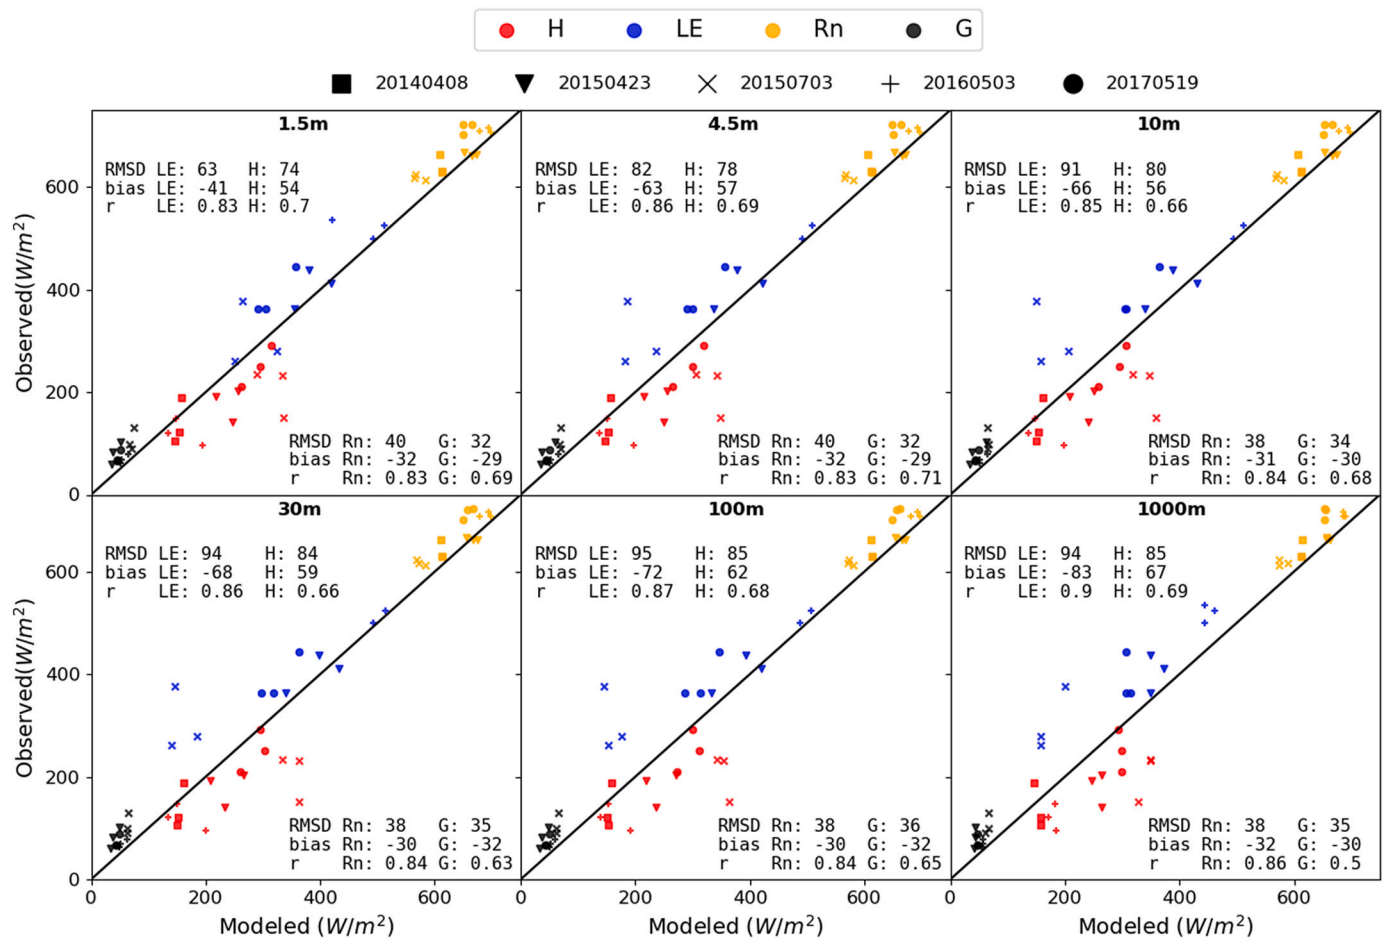 H LE Rn G
20140408 20150423 20150703 20160503 20170519
1.5m
RMSD LE: 63 H: 74
bias LE: -41 H: 54
r LE: 0.83 H: 0.7
RMSD Rn: 40 G: 32
bias Rn: -32 G: -29
r Rn: 0.83 G: 0.69
4.5m
RMSD LE: 82 H: 78
bias LE: -63 H: 57
r LE: 0.86 H: 0.69
RMSD Rn: 40 G: 32
bias Rn: -32 G: -29
r Rn: 0.83 G: 0.71
10m
RMSD LE: 91 H: 80
bias LE: -66 H: 56
r LE: 0.85 H: 0.66
RMSD Rn: 38 G: 34
bias Rn: -31 G: -30
r Rn: 0.84 G: 0.68
Observed(W/m²)
600
400
200
0
30m
RMSD LE: 94 H: 84
bias LE: -68 H: 59
r LE: 0.86 H: 0.66
RMSD Rn: 38 G: 35
bias Rn: -30 G: -32
r Rn: 0.84 G: 0.63
100m
RMSD LE: 95 H: 85
bias LE: -72 H: 62
r LE: 0.87 H: 0.68
RMSD Rn: 38 G: 36
bias Rn: -30 G: -32
r Rn: 0.84 G: 0.65
1000m
RMSD LE: 94 H: 85
bias LE: -83 H: 67
r LE: 0.9 H: 0.69
RMSD Rn: 38 G: 35
bias Rn: -32 G: -30
r Rn: 0.86 G: 0.5
Observed(W/m²)
600
400
200
0
0 200 400 600 0 200 400 600 0 200 400 600
Modeled (W/m²) Modeled (W/m²) Modeled (W/m²)